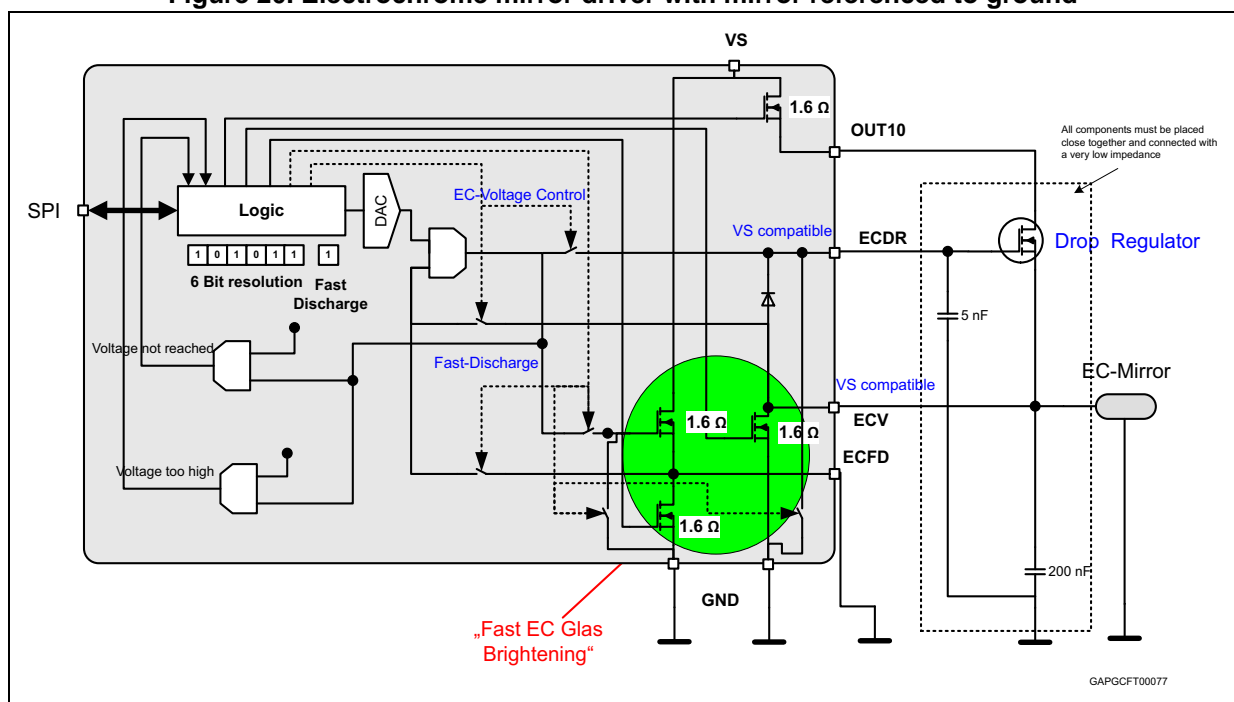 Figure 20. Electrochrome mirror driver with mirror referenced to ground
VS
1.6 Ω
OUT10
All components must be placed
close together and connected with
a very low impedance
SPI
Logic
DAC
EC-Voltage Control
VS compatible
ECDR
Drop Regulator
1 0 1 0 1 1 1
6 Bit resolution
Fast
Discharge
5 nF
Voltage not reached
Fast-Discharge
VS compatible
EC-Mirror
1.6 Ω
1.6 Ω
ECV
ECFD
Voltage too high
1.6 Ω
200 nF
GND
„Fast EC Glas
Brightening“
GAPGCFT00077